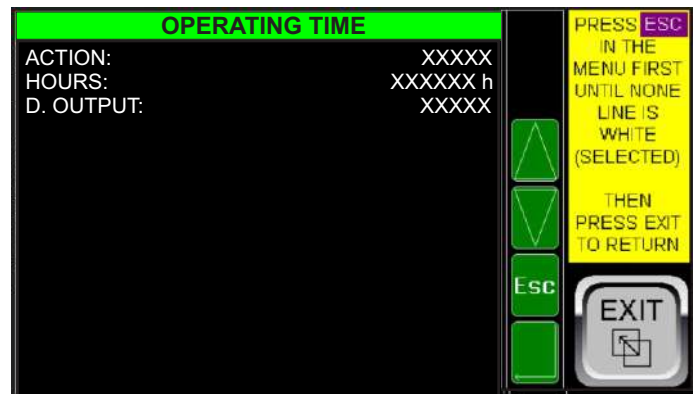 OPERATING TIME
ACTION: XXXXX
HOURS: XXXXXX h
D. OUTPUT: XXXXX
Esc
PRESS ESC
IN THE
MENU FIRST
UNTIL NONE
LINE IS
WHITE
(SELECTED)
THEN
PRESS EXIT
TO RETURN
EXIT